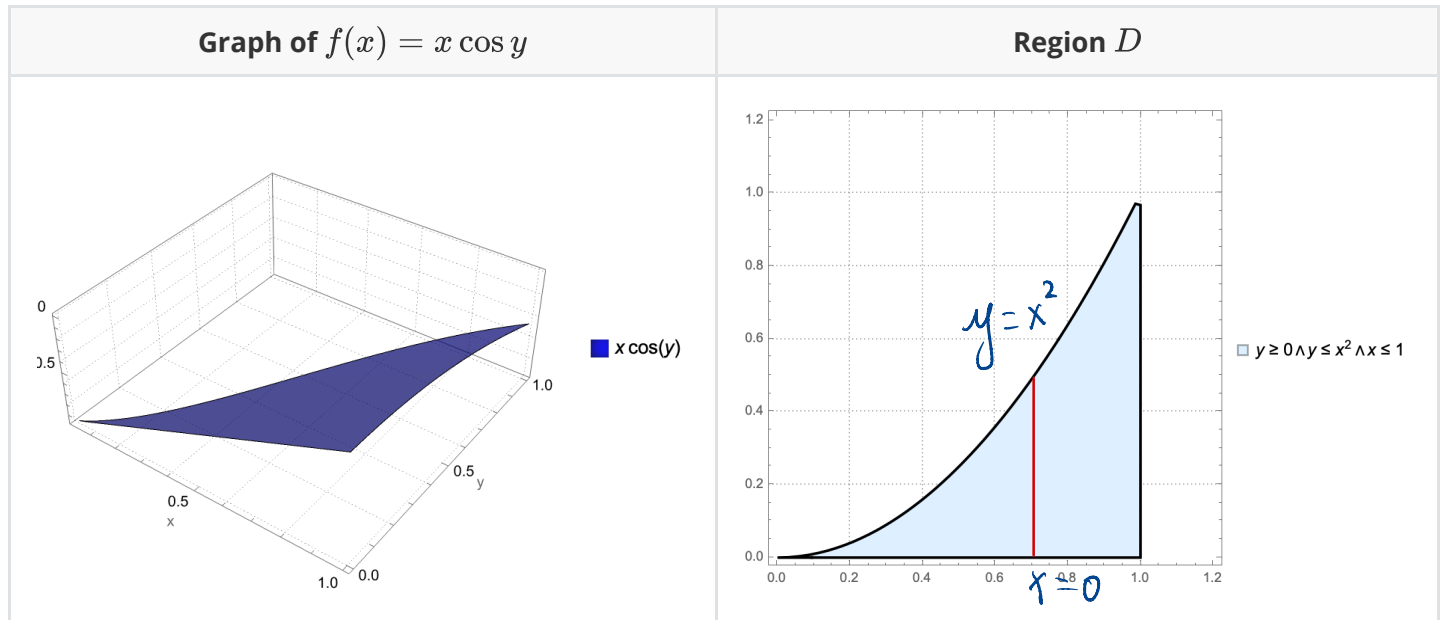 Graph of f(x) = x cos y
Region D
0
0.5
0.5
x
1.0
0.0
0.5
y
1.0
x cos(y)
1.2
1.0
0.8
0.6
0.4
0.2
0.0
0.0 0.2 0.4 0.6 0.8 1.0 1.2
y = x²
x = 0
y ≥ 0 ∧ y ≤ x² ∧ x ≤ 1